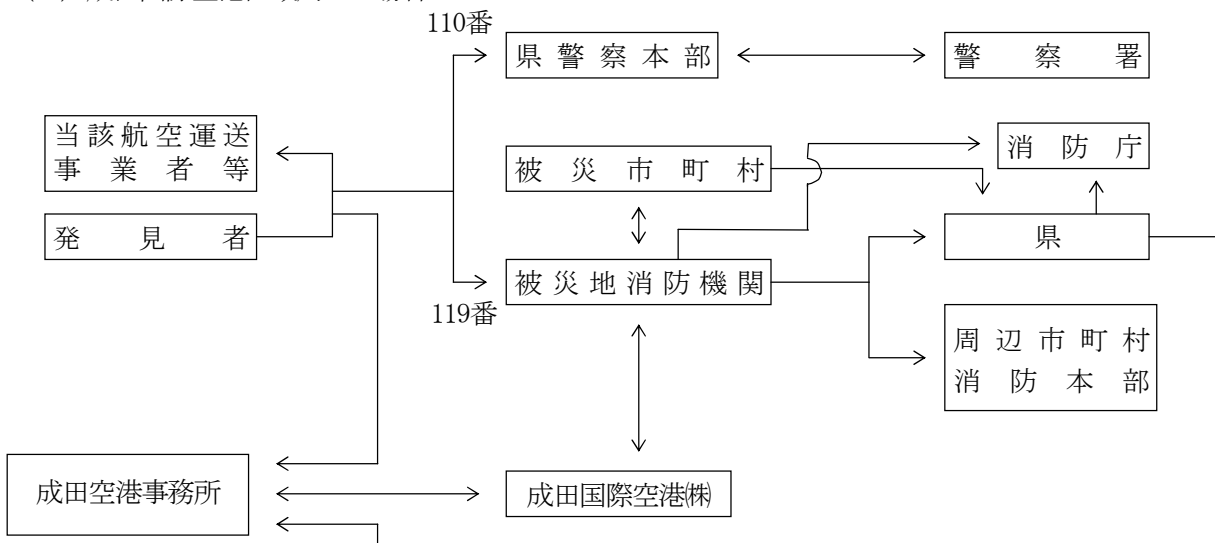 110番
県警察本部
警察署
当該航空運送
事業者等
消防庁
被災市町村
発見者
県
被災地消防機関
119番
周辺市町村
消防本部
成田空港事務所
成田国際空港㈱